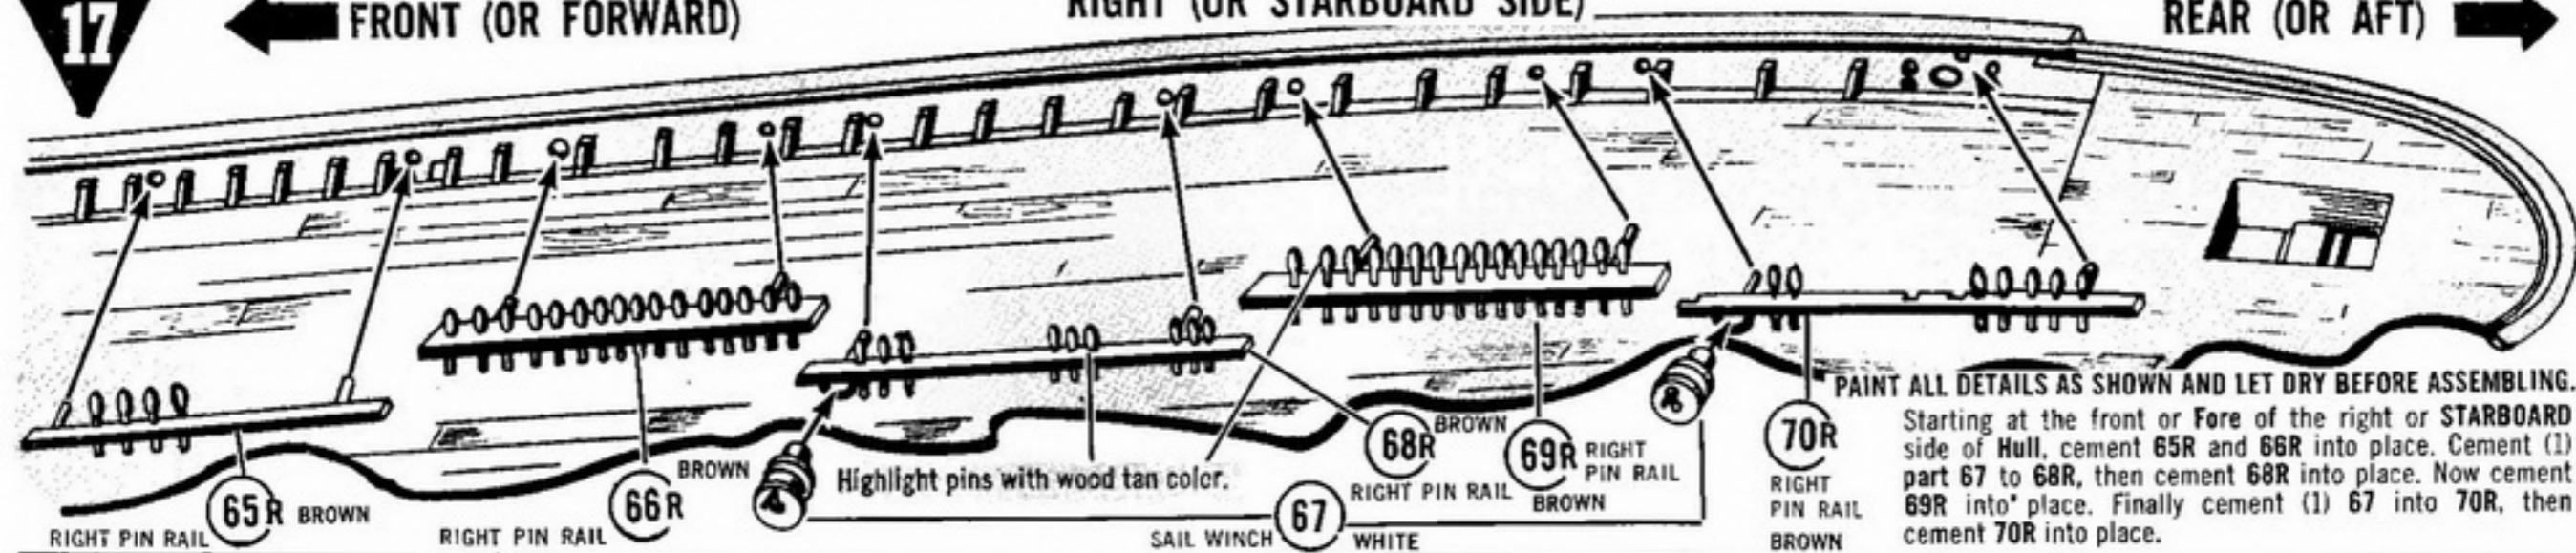 17
FRONT (OR FORWARD)
RIGHT (OR STARBOARD SIDE)
REAR (OR AFT)
PAINT ALL DETAILS AS SHOWN AND LET DRY BEFORE ASSEMBLING.
Starting at the front or Fore of the right or STARBOARD
side of Hull, cement 65R and 66R into place. Cement (1)
part 67 to 68R, then cement 68R into place. Now cement
69R into place. Finally cement (1) 67 into 70R, then
cement 70R into place.
65R BROWN
RIGHT PIN RAIL
BROWN
66R
RIGHT PIN RAIL
Highlight pins with wood tan color.
68R BROWN
RIGHT PIN RAIL
69R RIGHT
PIN RAIL
BROWN
67
SAIL WINCH WHITE
70R
RIGHT
PIN RAIL
BROWN